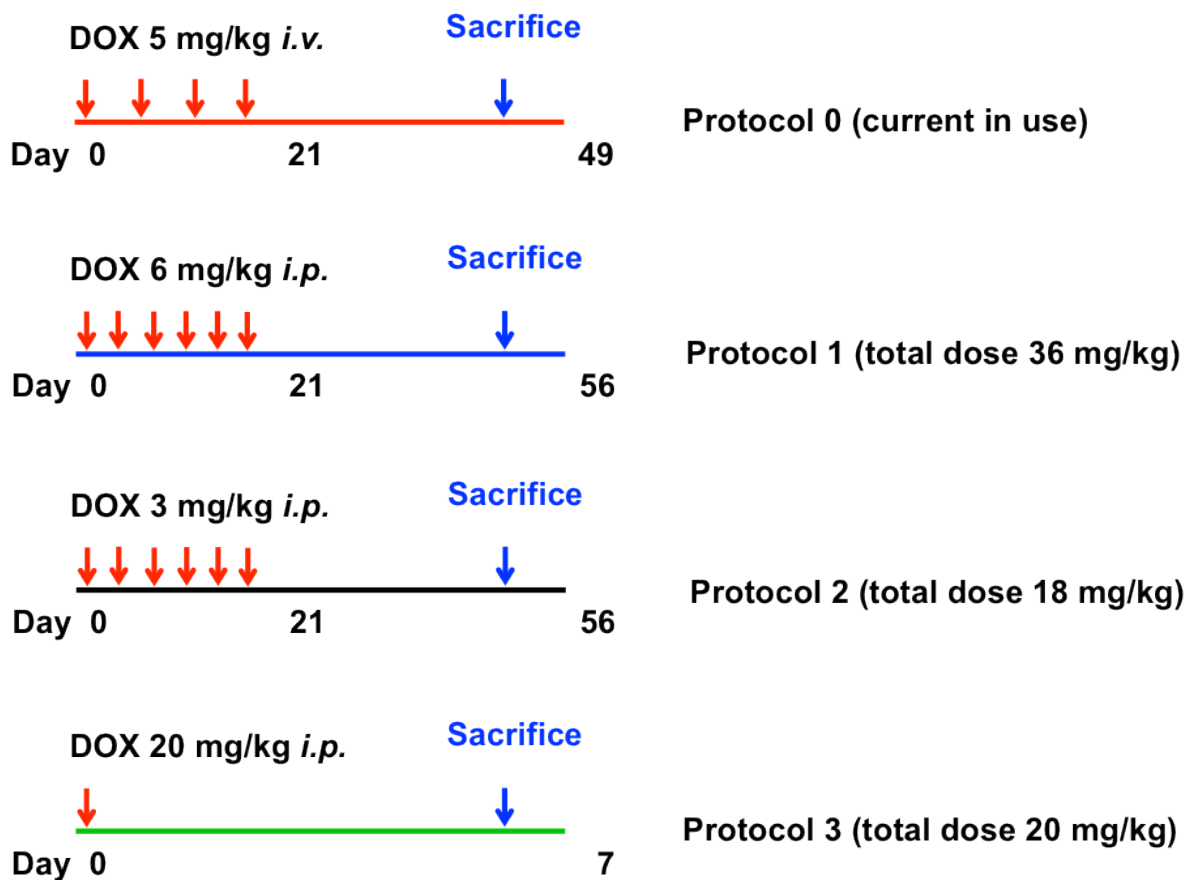 DOX 5 mg/kg i.v.
Sacrifice
Protocol 0 (current in use)
Day 0 21 49
DOX 6 mg/kg i.p.
Sacrifice
Protocol 1 (total dose 36 mg/kg)
Day 0 21 56
DOX 3 mg/kg i.p.
Sacrifice
Protocol 2 (total dose 18 mg/kg)
Day 0 21 56
DOX 20 mg/kg i.p.
Sacrifice
Protocol 3 (total dose 20 mg/kg)
Day 0 7